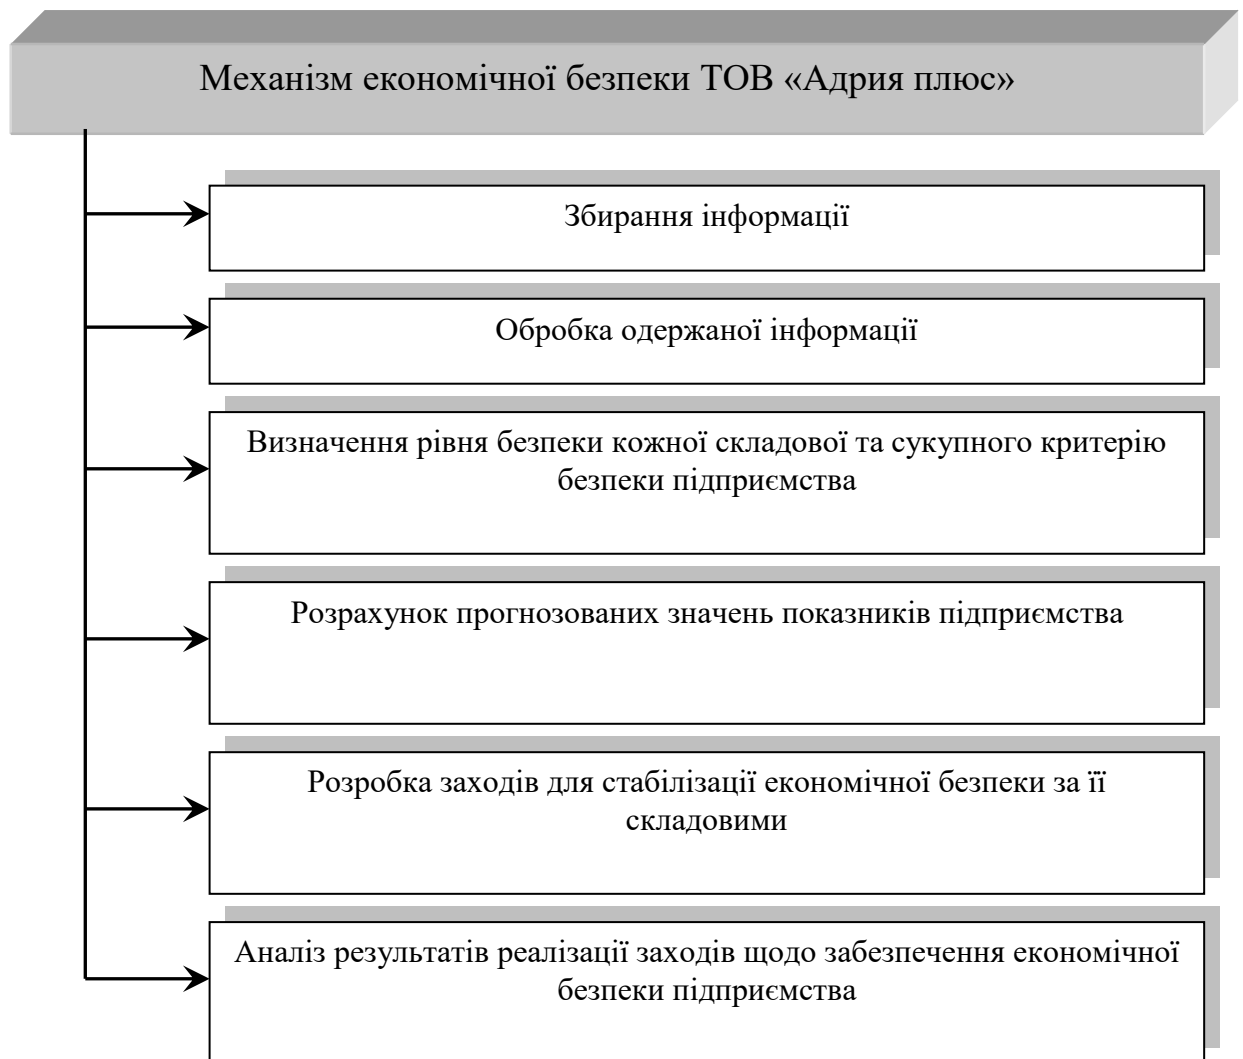 Механізм економічної безпеки ТОВ «Адрия плюс»
Збирання інформації
Обробка одержаної інформації
Визначення рівня безпеки кожної складової та сукупного критерію
безпеки підприємства
Розрахунок прогнозованих значень показників підприємства
Розробка заходів для стабілізації економічної безпеки за її
складовими
Аналіз результатів реалізації заходів щодо забезпечення економічної
безпеки підприємства